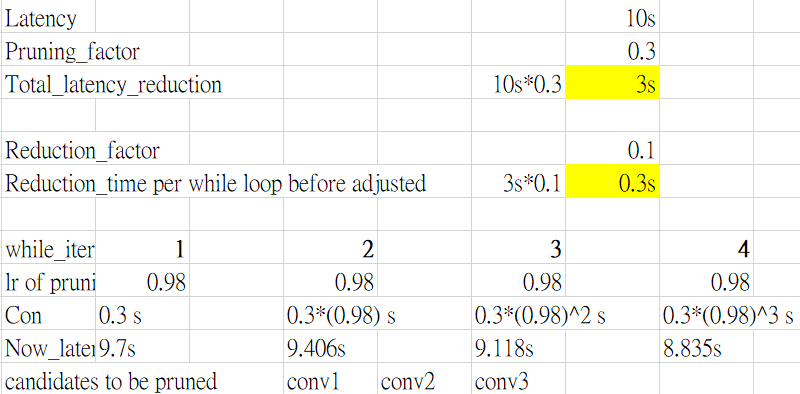 Latency 10s
Pruning_factor 0.3
Total_latency_reduction 10s*0.3 3s
Reduction_factor 0.1
Reduction_time per while loop before adjusted 3s*0.1 0.3s
while_iter 1 2 3 4
lr of pruni 0.98 0.98 0.98 0.98
Con 0.3 s 0.3*(0.98) s 0.3*(0.98)^2 s 0.3*(0.98)^3 s
Now_later 9.7s 9.406s 9.118s 8.835s
candidates to be pruned conv1 conv2 conv3